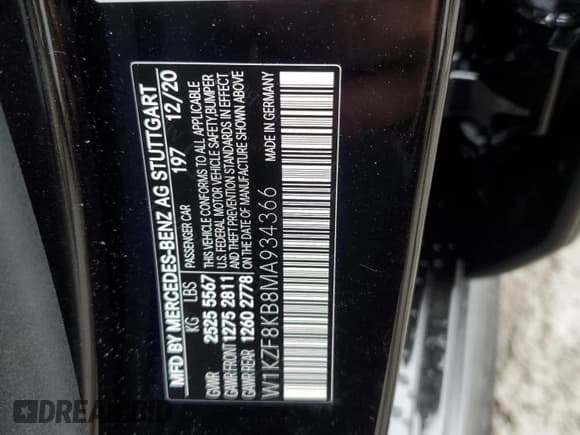 MFD BY MERCEDES-BENZ AG STUTTGART
197 12/20
KG LBS PASSENGER CAR
GVWR 2525 5567 THIS VEHICLE CONFORMS TO ALL APPLICABLE
GAWR FRONT 1275 2811 U.S. FEDERAL MOTOR VEHICLE SAFETY,BUMPER
GAWR REAR 1260 2778 AND THEFT PREVENTION STANDARDS IN EFFECT
ON THE DATE OF MANUFACTURE SHOWN ABOVE
W1KZF8KB8MA934366 MADE IN GERMANY
DREAMBID